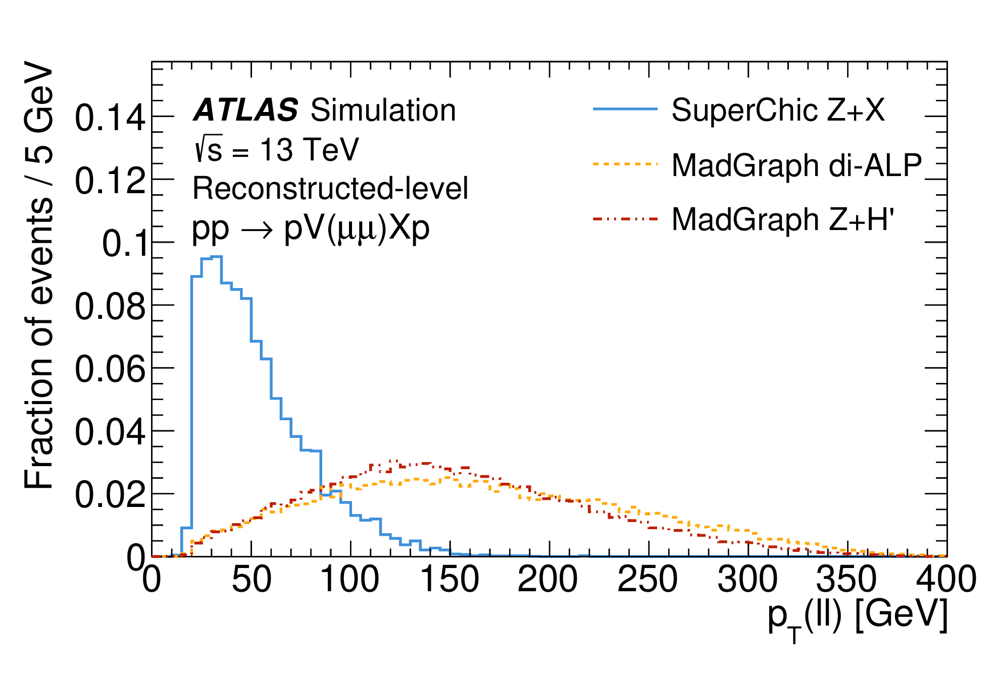 Fraction of events / 5 GeV
0.14
0.12
0.1
0.08
0.06
0.04
0.02
0
ATLAS Simulation
√s = 13 TeV
Reconstructed-level
pp → pV(μμ)Xp
SuperChic Z+X
MadGraph di-ALP
MadGraph Z+H'
0 50 100 150 200 250 300 350 400
p_T(ll) [GeV]